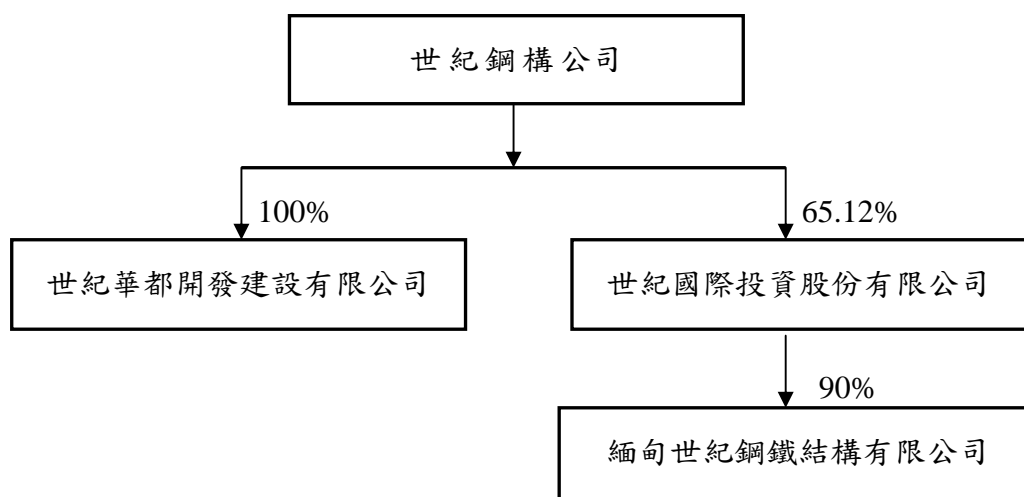 世紀鋼構公司
100%
65.12%
世紀華都開發建設有限公司
世紀國際投資股份有限公司
90%
緬甸世紀鋼鐵結構有限公司